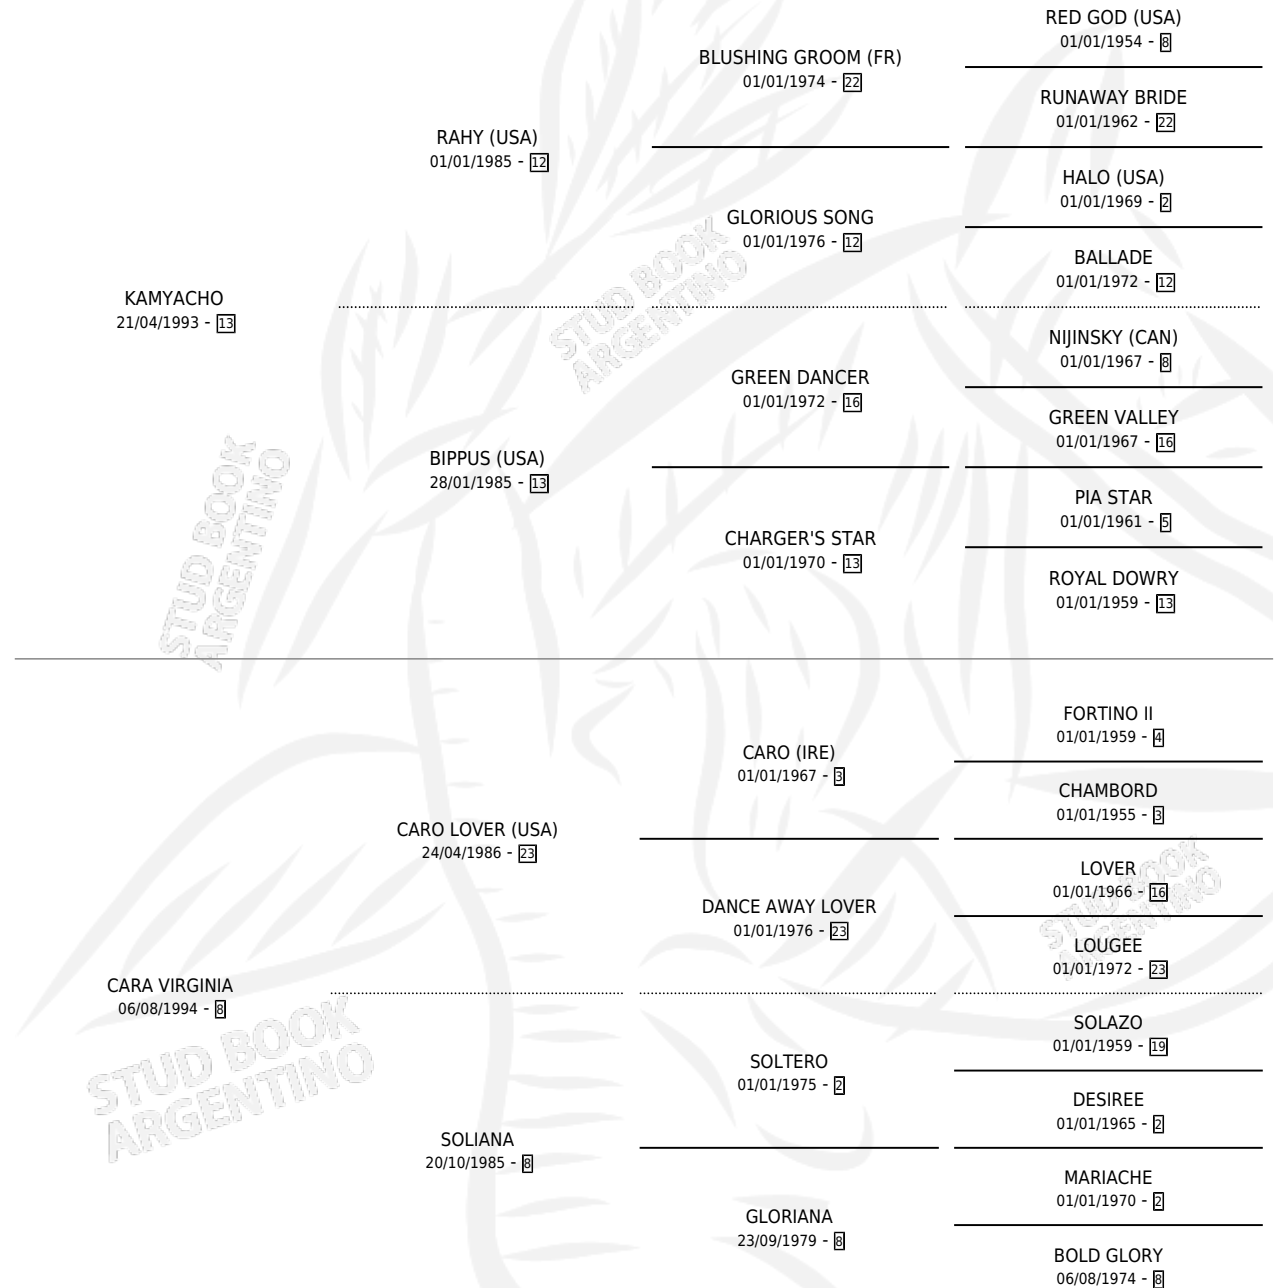 RED GOD (USA)
01/01/1954 - 8
BLUSHING GROOM (FR)
01/01/1974 - 22
RUNAWAY BRIDE
01/01/1962 - 22
RAHY (USA)
01/01/1985 - 12
HALO (USA)
01/01/1969 - 2
GLORIOUS SONG
01/01/1976 - 12
BALLADE
01/01/1972 - 12
STUD BOOK
ARGENTINO
KAMYACHO
21/04/1993 - 13
NIJINSKY (CAN)
01/01/1967 - 8
GREEN DANCER
01/01/1972 - 16
GREEN VALLEY
01/01/1967 - 16
BIPPUS (USA)
28/01/1985 - 13
PIA STAR
01/01/1961 - 5
CHARGER'S STAR
01/01/1970 - 13
ROYAL DOWRY
01/01/1959 - 13
STUD BOOK
ARGENTINO
FORTINO II
01/01/1959 - 4
CARO (IRE)
01/01/1967 - 3
CHAMBORD
01/01/1955 - 3
CARO LOVER (USA)
24/04/1986 - 23
LOVER
01/01/1966 - 16
DANCE AWAY LOVER
01/01/1976 - 23
LOUGEE
01/01/1972 - 23
STUD BOOK
ARGENTINO
CARA VIRGINIA
06/08/1994 - 8
SOLAZO
01/01/1959 - 19
SOLTERO
01/01/1975 - 2
DESIREE
01/01/1965 - 2
STUD BOOK
ARGENTINO
SOLIANA
20/10/1985 - 8
MARIACHE
01/01/1970 - 2
GLORIANA
23/09/1979 - 8
BOLD GLORY
06/08/1974 - 8